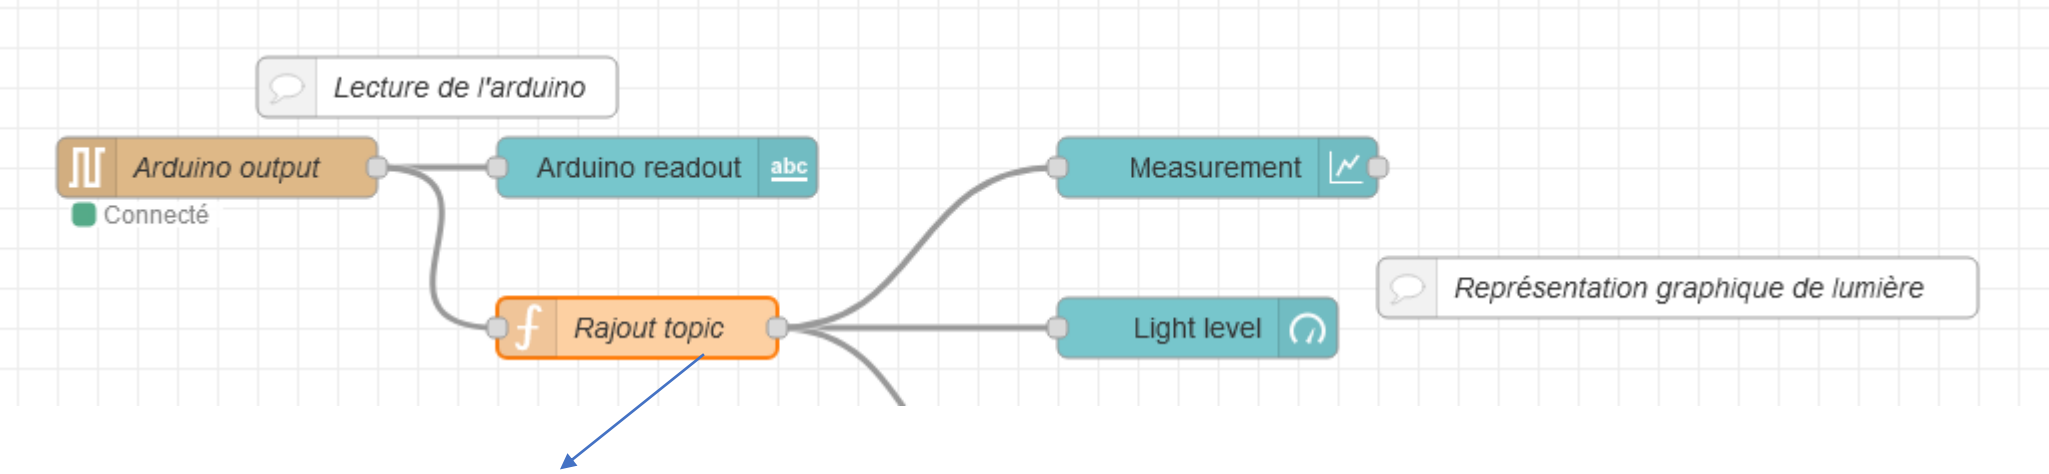 Lecture de l'arduino
Arduino output
Arduino readout
abc
Measurement
Connecté
Représentation graphique de lumière
Rajout topic
Light level